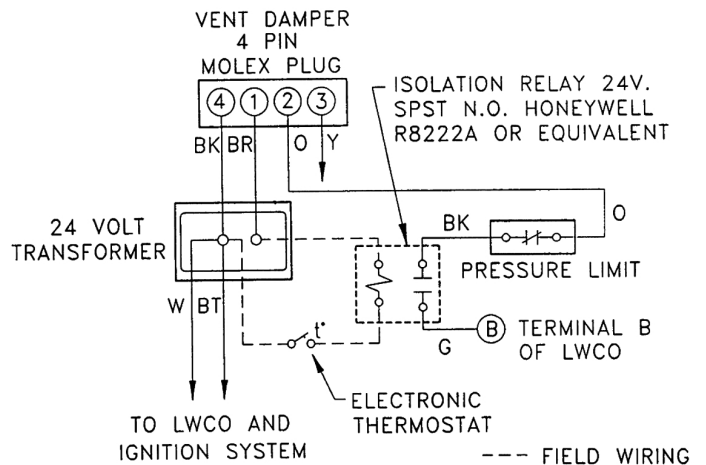 VENT DAMPER
4 PIN
MOLEX PLUG
4 1 2 3
BK BR O Y
ISOLATION RELAY 24V.
SPST N.O. HONEYWELL
R8222A OR EQUIVALENT
24 VOLT
TRANSFORMER
BK
O
PRESSURE LIMIT
W BT
t°
G
B
TERMINAL B
OF LWCO
ELECTRONIC
THERMOSTAT
TO LWCO AND
IGNITION SYSTEM
--- FIELD WIRING